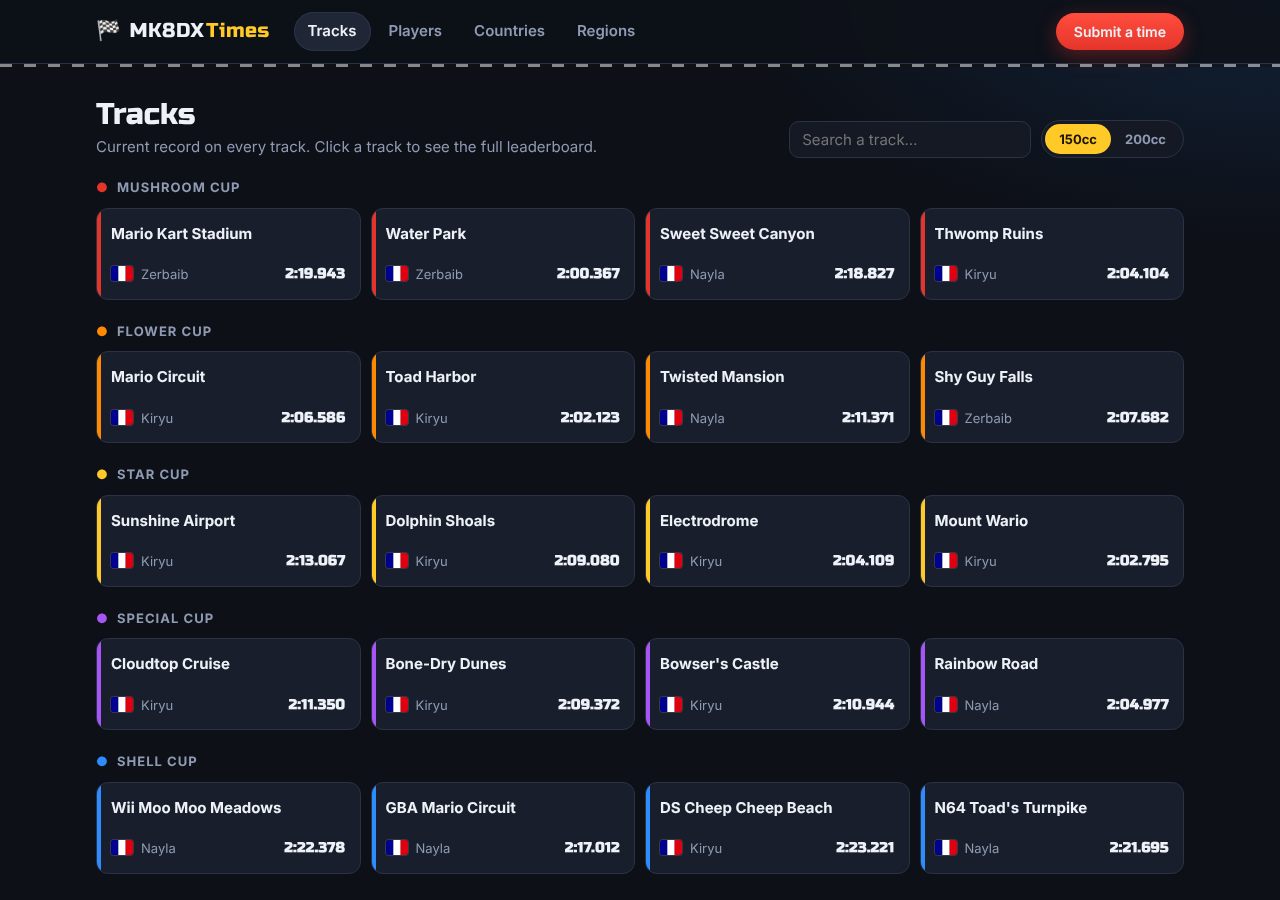 MK8DXTimes
Tracks
Players
Countries
Regions
Submit a time
Tracks
Current record on every track. Click a track to see the full leaderboard.
Search a track...
150cc
200cc
MUSHROOM CUP
Mario Kart Stadium
Zerbaib
2:19.943
Water Park
Zerbaib
2:00.367
Sweet Sweet Canyon
Nayla
2:18.827
Thwomp Ruins
Kiryu
2:04.104
FLOWER CUP
Mario Circuit
Kiryu
2:06.586
Toad Harbor
Kiryu
2:02.123
Twisted Mansion
Nayla
2:11.371
Shy Guy Falls
Zerbaib
2:07.682
STAR CUP
Sunshine Airport
Kiryu
2:13.067
Dolphin Shoals
Kiryu
2:09.080
Electrodrome
Kiryu
2:04.109
Mount Wario
Kiryu
2:02.795
SPECIAL CUP
Cloudtop Cruise
Kiryu
2:11.350
Bone-Dry Dunes
Kiryu
2:09.372
Bowser's Castle
Kiryu
2:10.944
Rainbow Road
Nayla
2:04.977
SHELL CUP
Wii Moo Moo Meadows
Nayla
2:22.378
GBA Mario Circuit
Nayla
2:17.012
DS Cheep Cheep Beach
Kiryu
2:23.221
N64 Toad's Turnpike
Nayla
2:21.695